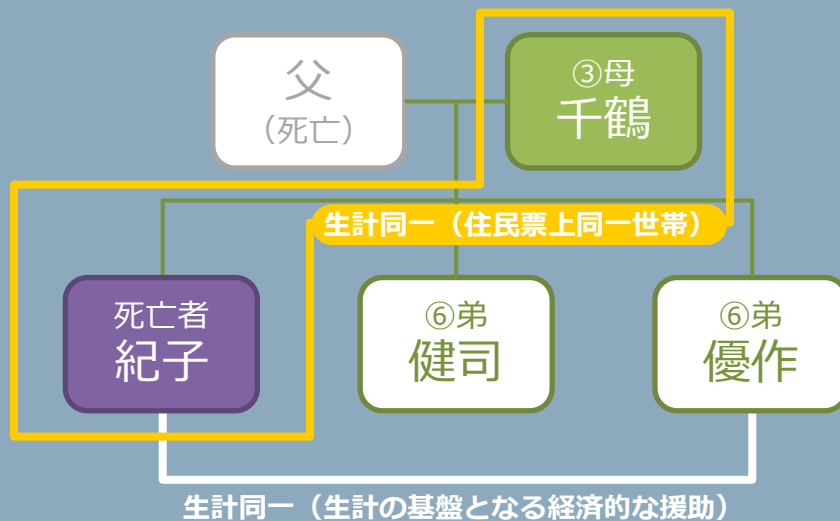 父
（死亡）
③母
千鶴
生計同一（住民票上同一世帯）
死亡者
紀子
⑥弟
健司
⑥弟
優作
生計同一（生計の基盤となる経済的な援助）